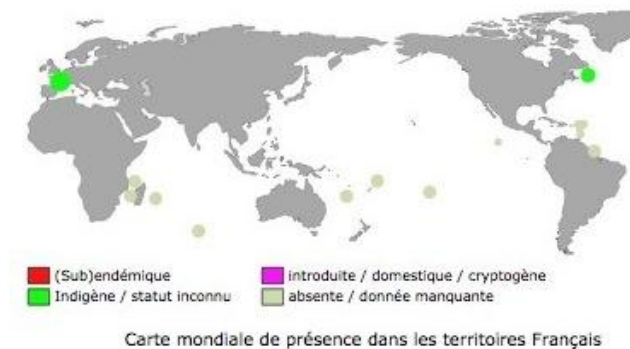 (Sub)endémique
introduite / domestique / cryptogène
Indigène / statut inconnu
absente / donnée manquante
Carte mondiale de présence dans les territoires Français